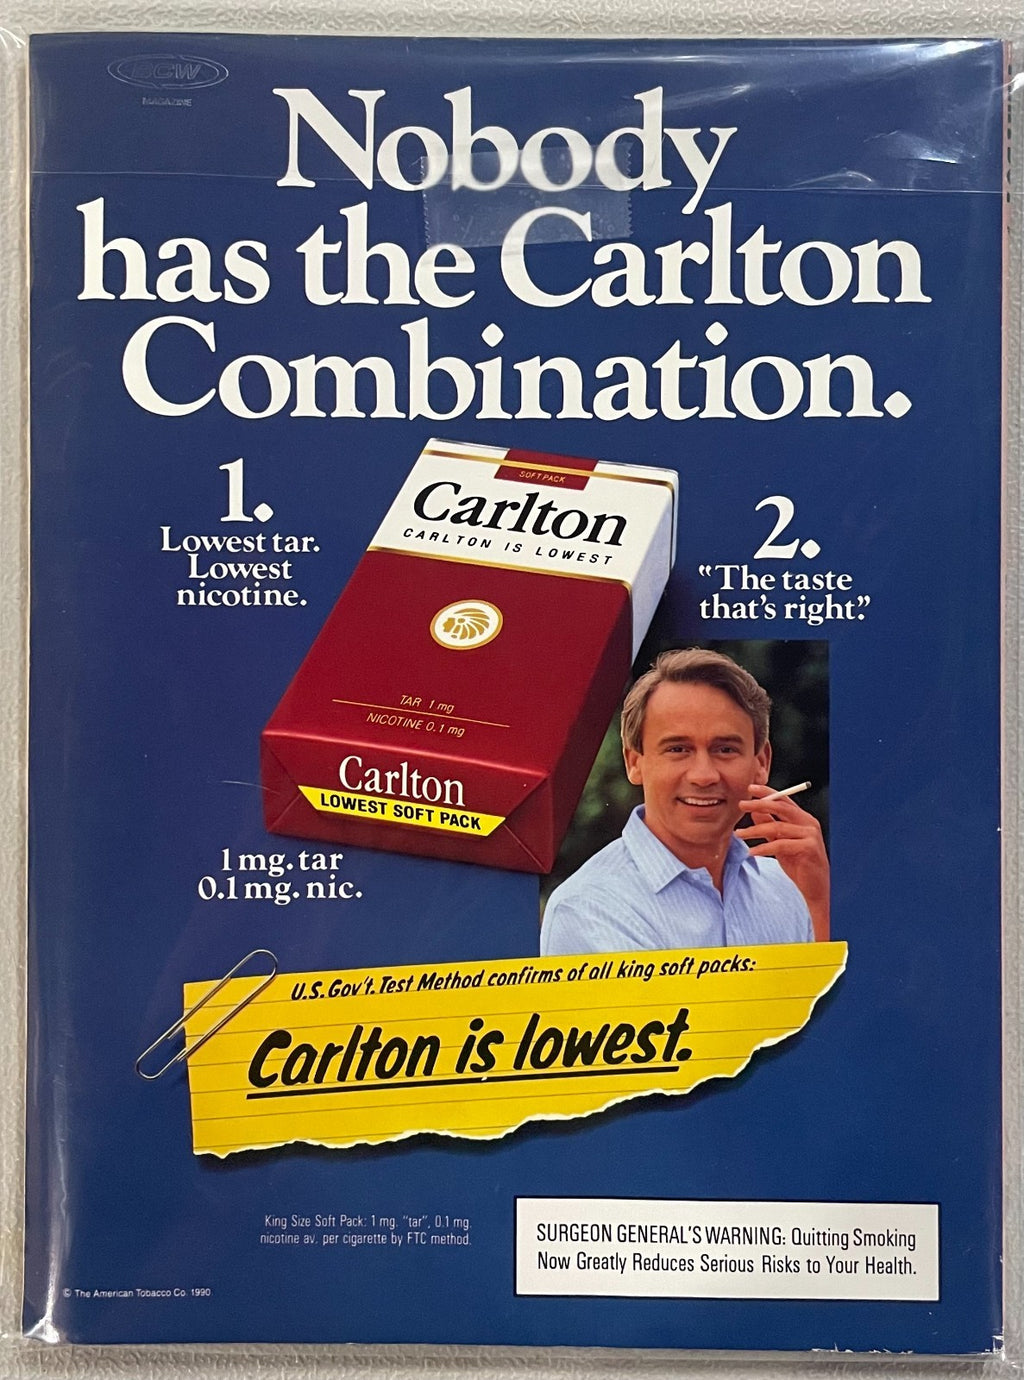 BCW
MAGAZINE
Nobody
has the Carlton
Combination.
1.
Lowest tar.
Lowest
nicotine.
SOFT PACK
Carlton
CARLTON IS LOWEST
TAR 1 mg
NICOTINE 0.1 mg
Carlton
LOWEST SOFT PACK
2.
“The taste
that's right.”
1 mg. tar
0.1 mg. nic.
U.S. Gov't. Test Method confirms of all king soft packs:
Carlton is lowest.
King Size Soft Pack: 1 mg. "tar", 0.1 mg.
nicotine av. per cigarette by FTC method.
SURGEON GENERAL'S WARNING: Quitting Smoking
Now Greatly Reduces Serious Risks to Your Health.
© The American Tobacco Co. 1990